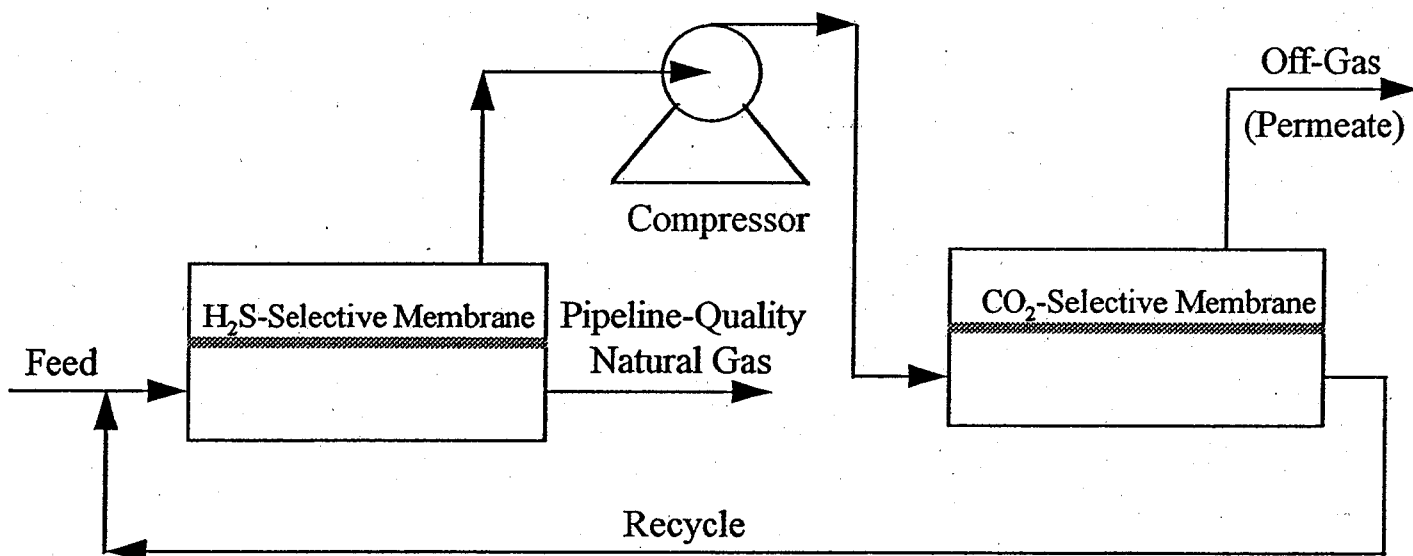 Off-Gas
(Permeate)
Compressor
H₂S-Selective Membrane
Pipeline-Quality
Natural Gas
CO₂-Selective Membrane
Feed
Recycle